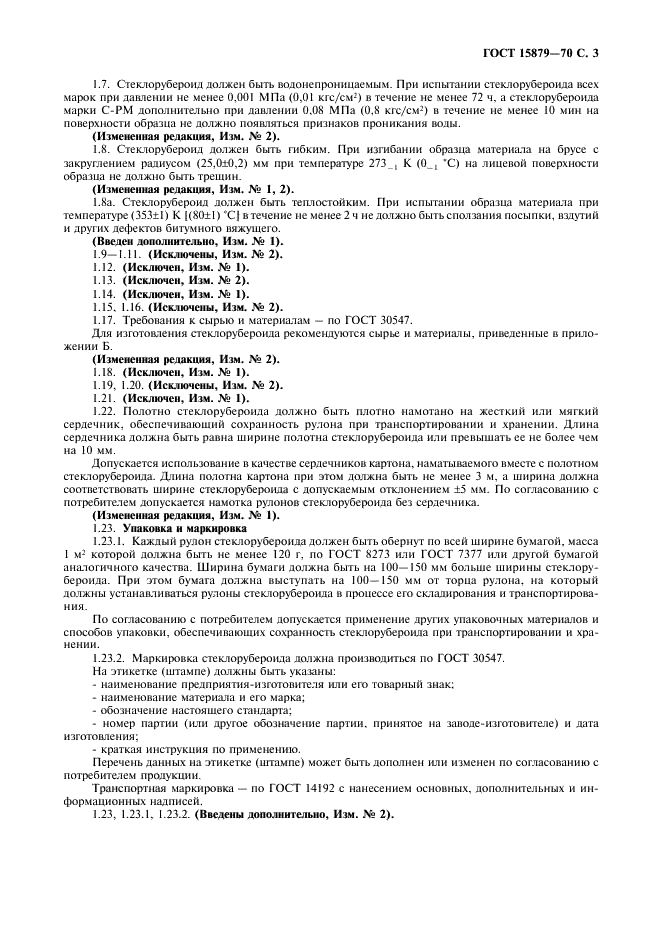 ГОСТ 15879—70 С. 3
1.7. Стеклорубероид должен быть водонепроницаемым. При испытании стеклорубероида всех
марок при давлении не менее 0,001 МПа (0,01 кгс/см²) в течение не менее 72 ч, а стеклорубероида
марки С-РМ дополнительно при давлении 0,08 МПа (0,8 кгс/см²) в течение не менее 10 мин на
поверхности образца не должно появляться признаков проникания воды.
(Измененная редакция, Изм. № 2).
1.8. Стеклорубероид должен быть гибким. При изгибании образца материала на брусе с
закруглением радиусом (25,0±0,2) мм при температуре 273₋₁ К (0₋₁ °С) на лицевой поверхности
образца не должно быть трещин.
(Измененная редакция, Изм. № 1, 2).
1.8а. Стеклорубероид должен быть теплостойким. При испытании образца материала при
температуре (353±1) К [(80±1) °С] в течение не менее 2 ч не должно быть сползания посыпки, вздутий
и других дефектов битумного вяжущего.
(Введен дополнительно, Изм. № 1).
1.9—1.11. (Исключены, Изм. № 2).
1.12. (Исключен, Изм. № 1).
1.13. (Исключен, Изм. № 2).
1.14. (Исключен, Изм. № 1).
1.15, 1.16. (Исключены, Изм. № 2).
1.17. Требования к сырью и материалам — по ГОСТ 30547.
Для изготовления стеклорубероида рекомендуются сырье и материалы, приведенные в прило-
жении Б.
(Измененная редакция, Изм. № 2).
1.18. (Исключен, Изм. № 1).
1.19, 1.20. (Исключены, Изм. № 2).
1.21. (Исключен, Изм. № 1).
1.22. Полотно стеклорубероида должно быть плотно намотано на жесткий или мягкий
сердечник, обеспечивающий сохранность рулона при транспортировании и хранении. Длина
сердечника должна быть равна ширине полотна стеклорубероида или превышать ее не более чем
на 10 мм.
Допускается использование в качестве сердечников картона, наматываемого вместе с полотном
стеклорубероида. Длина полотна картона при этом должна быть не менее 3 м, а ширина должна
соответствовать ширине стеклорубероида с допускаемым отклонением ±5 мм. По согласованию с
потребителем допускается намотка рулонов стеклорубероида без сердечника.
(Измененная редакция, Изм. № 1).
1.23. Упаковка и маркировка
1.23.1. Каждый рулон стеклорубероида должен быть обернут по всей ширине бумагой, масса
1 м² которой должна быть не менее 120 г, по ГОСТ 8273 или ГОСТ 7377 или другой бумагой
аналогичного качества. Ширина бумаги должна быть на 100—150 мм больше ширины стеклору-
бероида. При этом бумага должна выступать на 100—150 мм от торца рулона, на который
должны устанавливаться рулоны стеклорубероида в процессе его складирования и транспортирова-
ния.
По согласованию с потребителем допускается применение других упаковочных материалов и
способов упаковки, обеспечивающих сохранность стеклорубероида при транспортировании и хра-
нении.
1.23.2. Маркировка стеклорубероида должна производиться по ГОСТ 30547.
На этикетке (штампе) должны быть указаны:
- наименование предприятия-изготовителя или его товарный знак;
- наименование материала и его марка;
- обозначение настоящего стандарта;
- номер партии (или другое обозначение партии, принятое на заводе-изготовителе) и дата
изготовления;
- краткая инструкция по применению.
Перечень данных на этикетке (штампе) может быть дополнен или изменен по согласованию с
потребителем продукции.
Транспортная маркировка — по ГОСТ 14192 с нанесением основных, дополнительных и ин-
формационных надписей.
1.23, 1.23.1, 1.23.2. (Введены дополнительно, Изм. № 2).